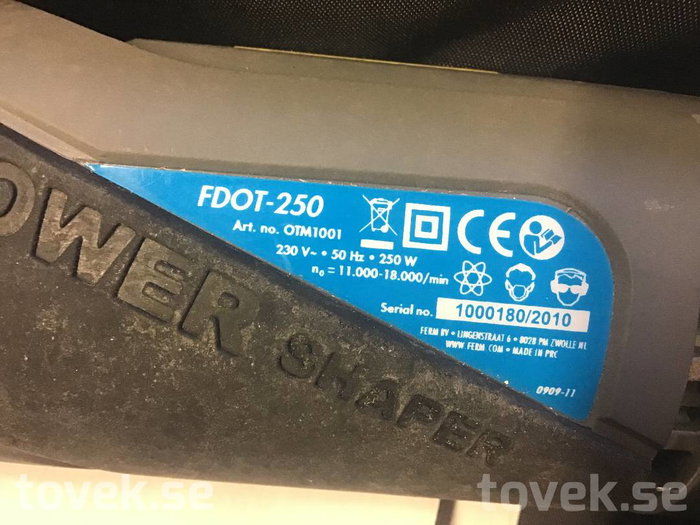 FDOT-250
Art. no. OTM1001
230 V~ • 50 Hz • 250 W
n₀ = 11.000-18.000/min
CE
Serial no. 1000180/2010
FERM BV • LINGENSTRAAT 6 • 8028 PM ZWOLLE NL
WWW.FERM.COM • MADE IN PRC
0909-11
OWER SHAPER
tovek.se
tovek.se